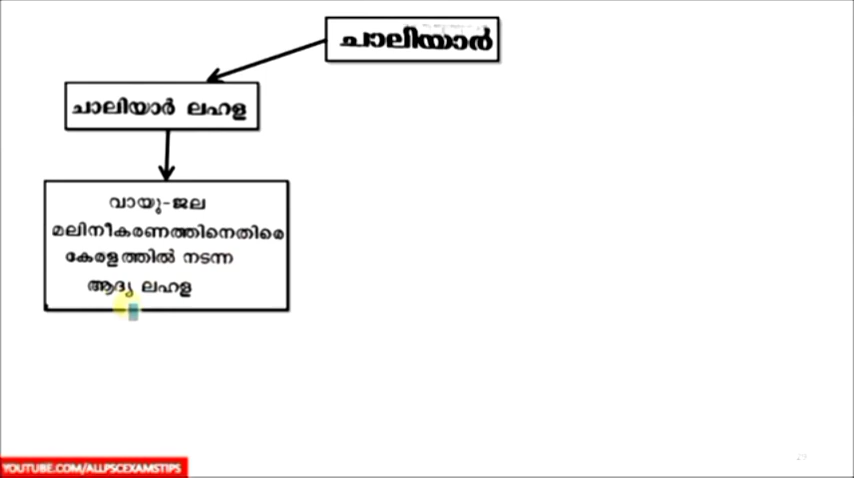 ചാലിയാർ
ചാലിയാർ ലഹള
വായു-ജല
മലിനീകരണത്തിനെതിരെ
കേരളത്തിൽ നടന്ന
ആദ്യ ലഹള
YOUTUBE.COM/ALLPSCEXAMSTIPS